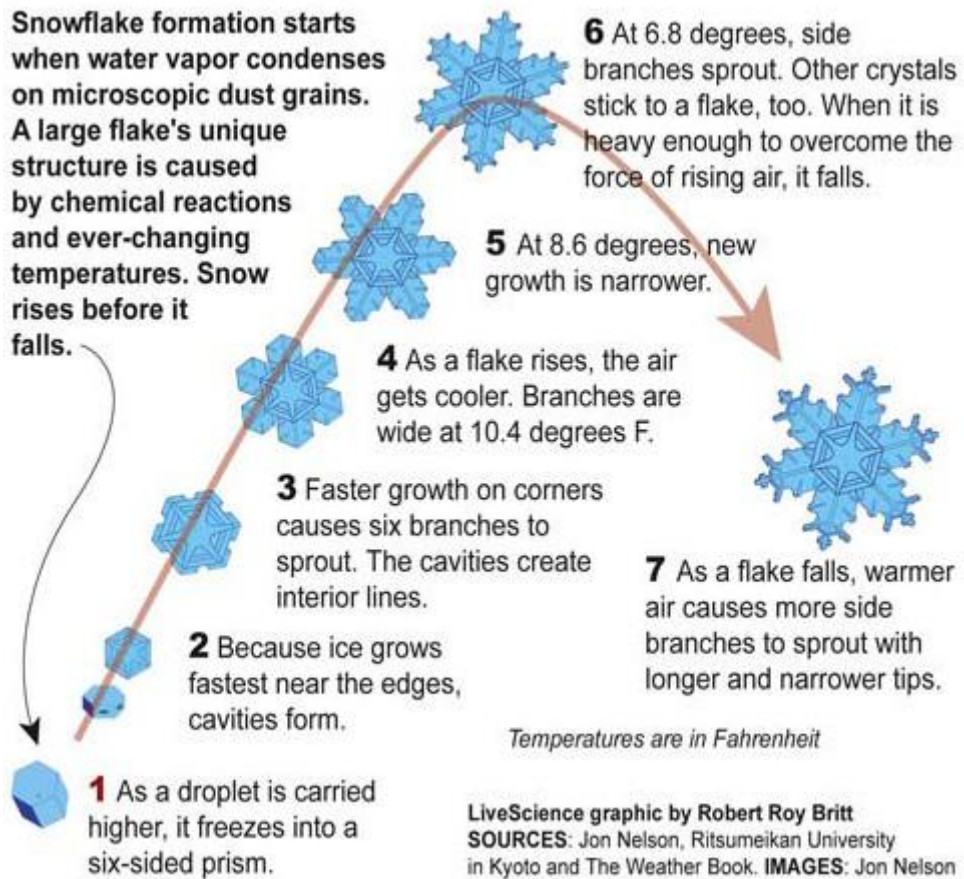 Snowflake formation starts
when water vapor condenses
on microscopic dust grains.
A large flake's unique
structure is caused
by chemical reactions
and ever-changing
temperatures. Snow
rises before it
falls.
1 As a droplet is carried
higher, it freezes into a
six-sided prism.
2 Because ice grows
fastest near the edges,
cavities form.
3 Faster growth on corners
causes six branches to
sprout. The cavities create
interior lines.
4 As a flake rises, the air
gets cooler. Branches are
wide at 10.4 degrees F.
5 At 8.6 degrees, new
growth is narrower.
6 At 6.8 degrees, side
branches sprout. Other crystals
stick to a flake, too. When it is
heavy enough to overcome the
force of rising air, it falls.
7 As a flake falls, warmer
air causes more side
branches to sprout with
longer and narrower tips.
Temperatures are in Fahrenheit
LiveScience graphic by Robert Roy Britt
SOURCES: Jon Nelson, Ritsumeikan University
in Kyoto and The Weather Book. IMAGES: Jon Nelson